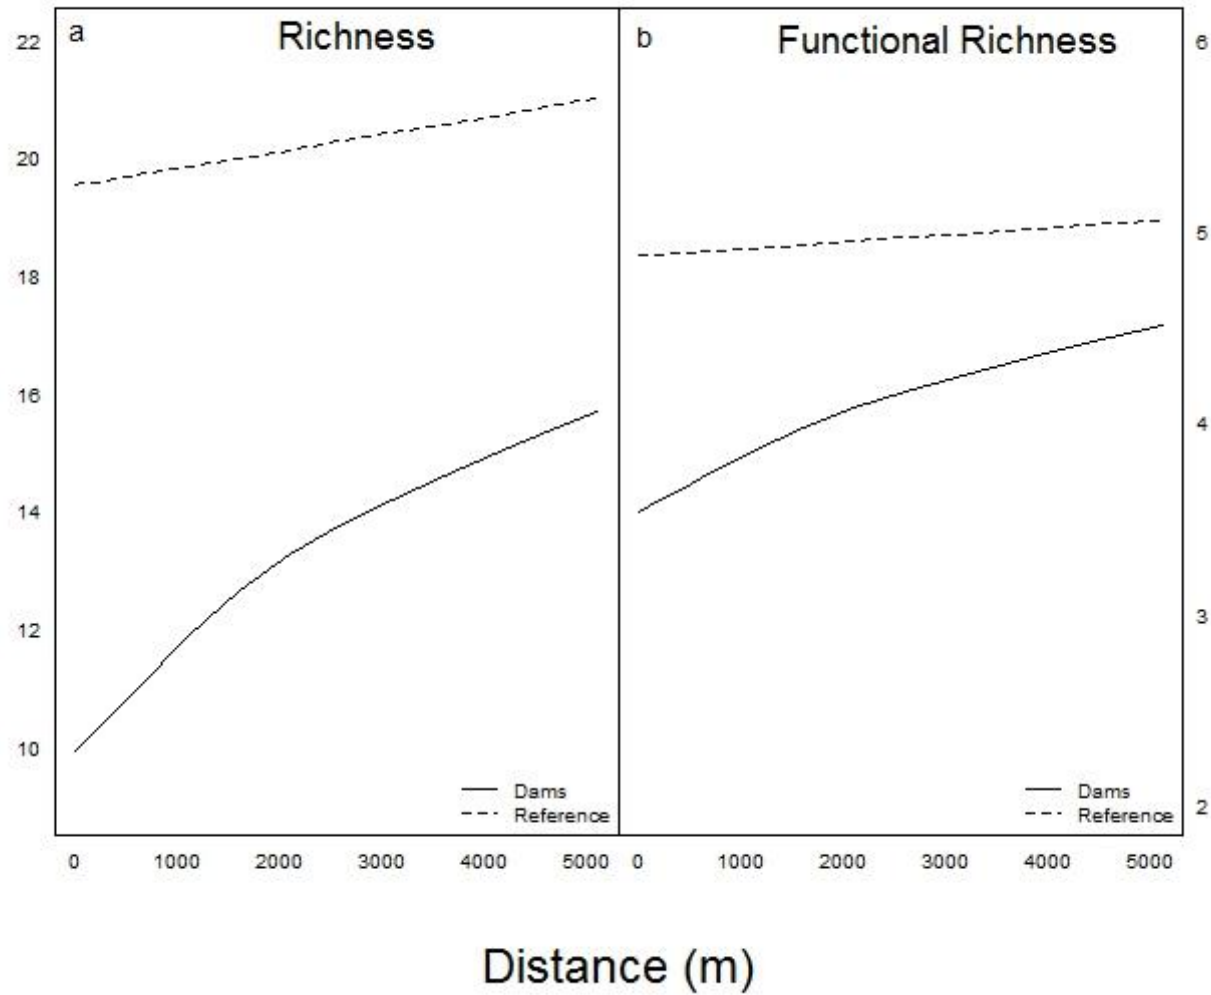 a
Richness
b
Functional Richness
22
20
18
16
14
12
10
6
5
4
3
2
Dams
Reference
Dams
Reference
0 1000 2000 3000 4000 5000
0 1000 2000 3000 4000 5000
Distance (m)